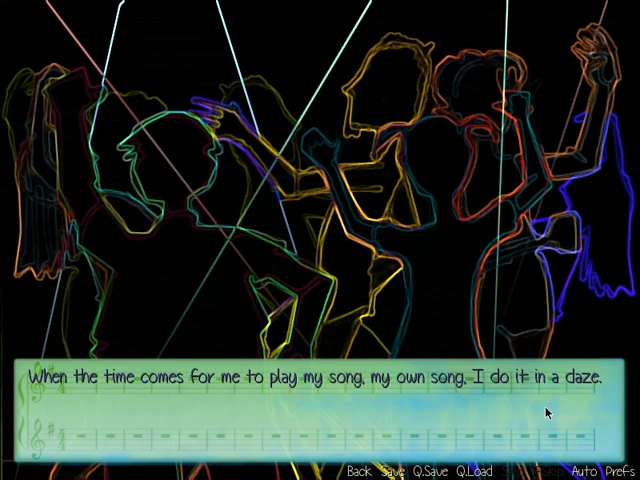 When the time comes for me to play my song, my own song, I do it in a daze.
Back Save Q.Save Q.Load Skip Auto Prefs